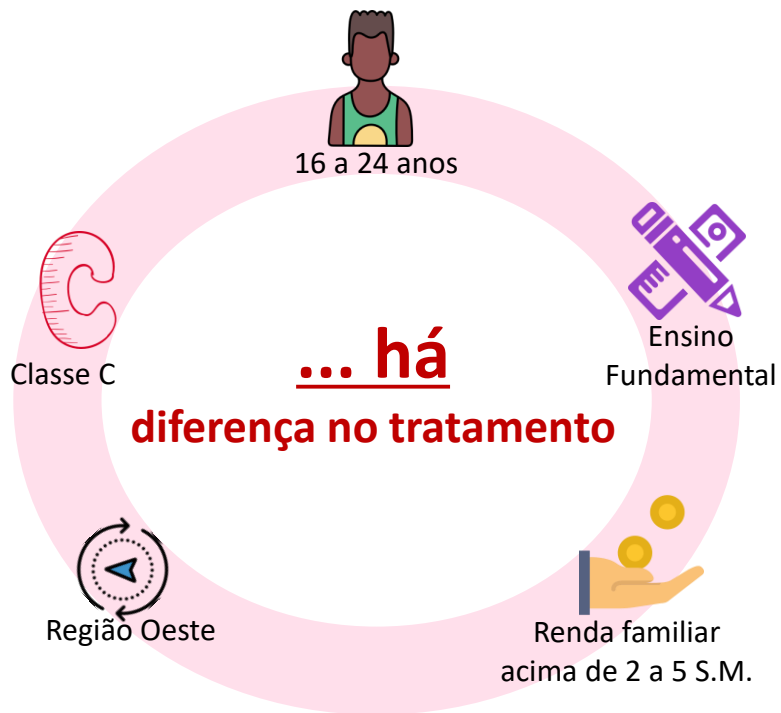 16 a 24 anos
Ensino
Fundamental
Classe C
... há
diferença no tratamento
Região Oeste
Renda familiar
acima de 2 a 5 S.M.